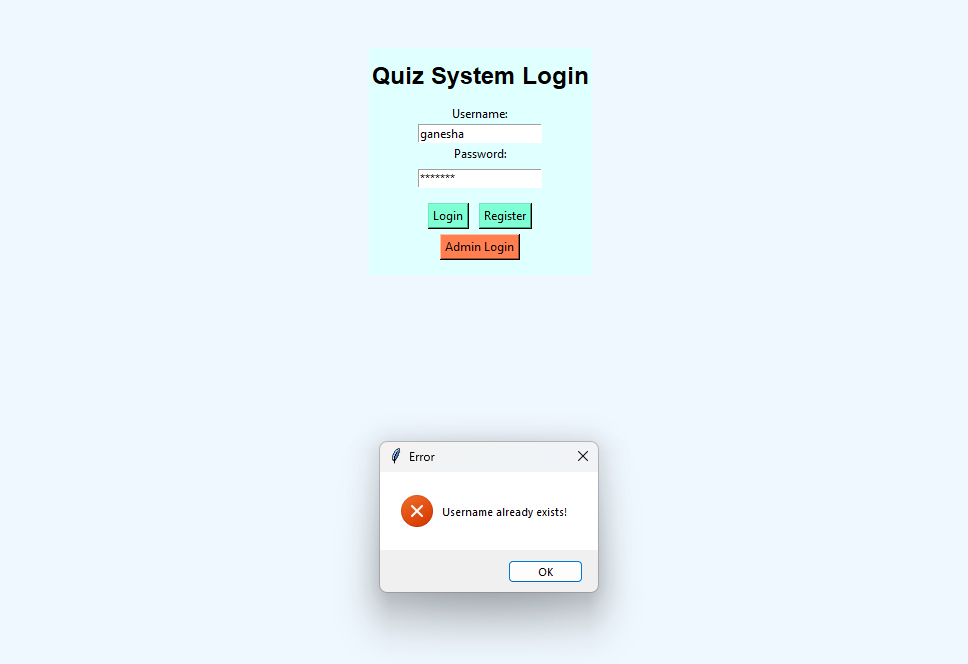 Quiz System Login
Username:
ganesha
Password:
*******
Login Register
Admin Login
Error
Username already exists!
OK